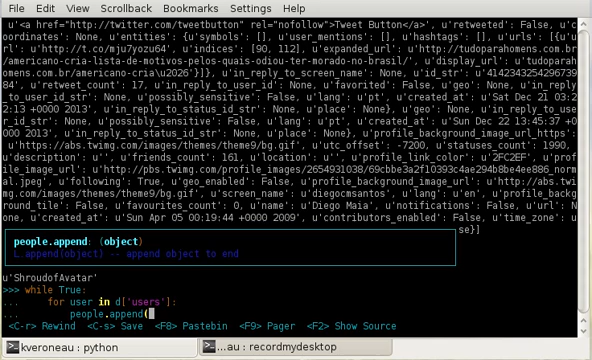 File Edit View Scrollback Bookmarks Settings Help
u'<a href="http://twitter.com/tweetbutton" rel="nofollow">Tweet Button</a>', u'retweeted': False, u'c
oordinates': None, u'entities': {u'symbols': [], u'user_mentions': [], u'hashtags': [], u'urls': [{u'u
rl': u'http://t.co/mju7yozu64', u'indices': [90, 112], u'expanded_url': u'http://tudoparahomens.com.br
/americano-cria-lista-de-motivos-pelos-quais-odiou-ter-morado-no-brasil/', u'display_url': u'tudoparah
omens.com.br/americano-cria\u2026'}]}, u'in_reply_to_screen_name': None, u'id_str': u'4142343254296739
84', u'retweet_count': 17, u'in_reply_to_user_id': None, u'favorited': False, u'geo': None, u'in_reply
_to_user_id_str': None, u'possibly_sensitive': False, u'lang': u'pt', u'created_at': u'Sat Dec 21 03:2
2:13 +0000 2013', u'in_reply_to_status_id_str': None, u'place': None}, u'geo': None, u'in_reply_to_use
r_id_str': None, u'possibly_sensitive': False, u'lang': u'pt', u'created_at': u'Sun Dec 22 13:45:37 +0
000 2013', u'in_reply_to_status_id_str': None, u'place': None}, u'profile_background_image_url_https':
u'https://abs.twimg.com/images/themes/theme9/bg.gif', u'utc_offset': -7200, u'statuses_count': 1990,
u'description': u'', u'friends_count': 161, u'location': u'', u'profile_link_color': u'2FC2EF', u'prof
ile_image_url': u'http://pbs.twimg.com/profile_images/2654931038/69cbbe3a2f10393c4ae294b8be4ee886_norm
al.jpeg', u'following': True, u'geo_enabled': False, u'profile_background_image_url': u'http://abs.twi
mg.com/images/themes/theme9/bg.gif', u'screen_name': u'diegocmsantos', u'lang': u'en', u'profile_backg
round_tile': False, u'favourites_count': 0, u'name': u'Diego Maia', u'notifications': False, u'url': N
one, u'created_at': u'Sun Apr 05 00:19:44 +0000 2009', u'contributors_enabled': False, u'time_zone': u
se}]
people.append: (object)
L.append(object) -- append object to end
u'ShroudofAvatar'
>>> while True:
... for user in d['users']:
... people.append(
<C-r> Rewind <C-s> Save <F8> Pastebin <F9> Pager <F2> Show Source
kveroneau : python
...au : recordmydesktop